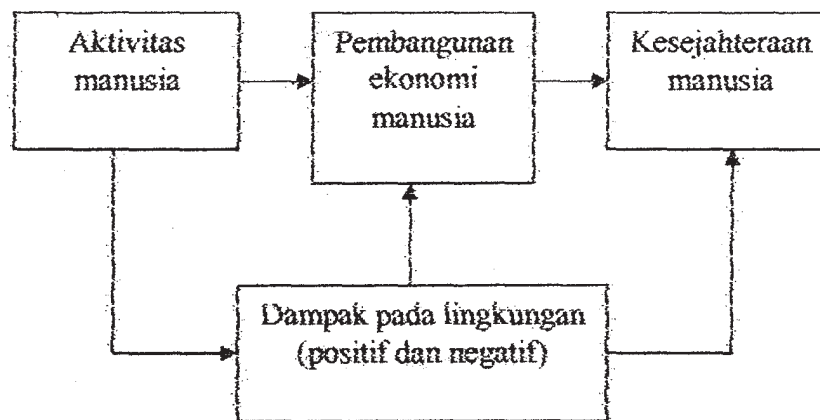 Aktivitas
manusia
Pembangunan
ekonomi
manusia
Kesejahteraan
manusia
Dampak pada lingkungan
(positif dan negatif)